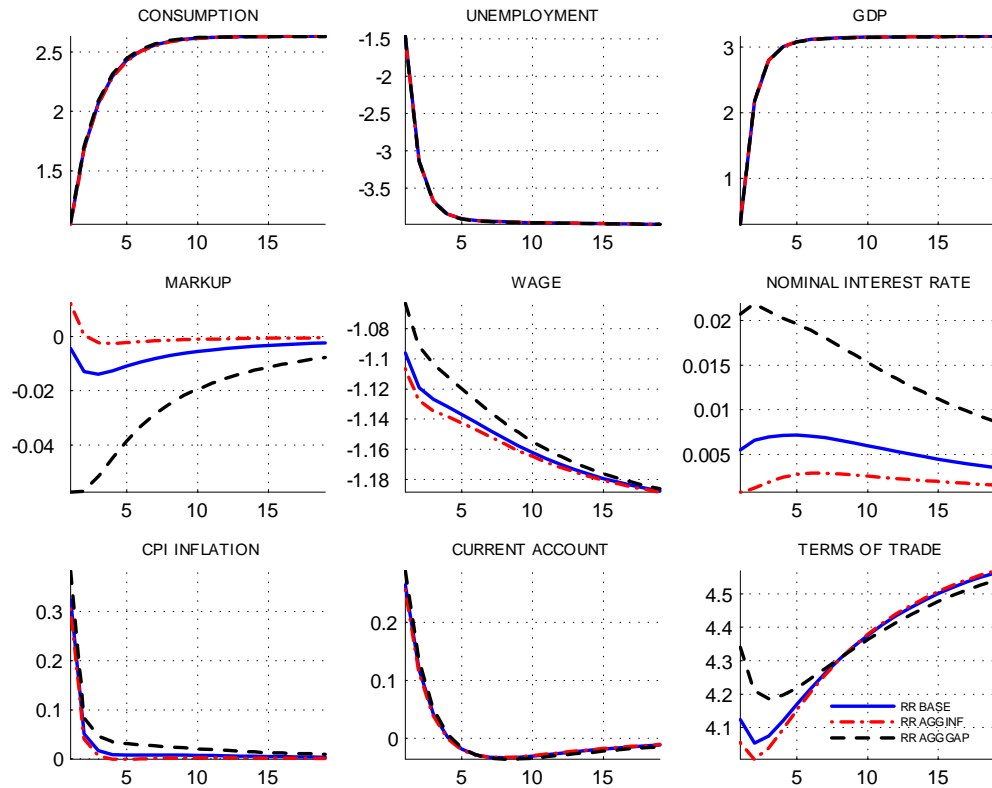 CONSUMPTION
2.5
2
1.5
5 10 15
UNEMPLOYMENT
-1.5
-2
-2.5
-3
-3.5
5 10 15
GDP
3
2
1
5 10 15
MARKUP
0
-0.02
-0.04
5 10 15
WAGE
-1.08
-1.1
-1.12
-1.14
-1.16
-1.18
5 10 15
NOMINAL INTEREST RATE
0.02
0.015
0.01
0.005
5 10 15
CPI INFLATION
0.3
0.2
0.1
0
5 10 15
CURRENT ACCOUNT
0.2
0.1
0
5 10 15
TERMS OF TRADE
4.5
4.4
4.3
4.2
4.1
5 10 15
RR BASE
RR AGG INF.
RR AGG GAP